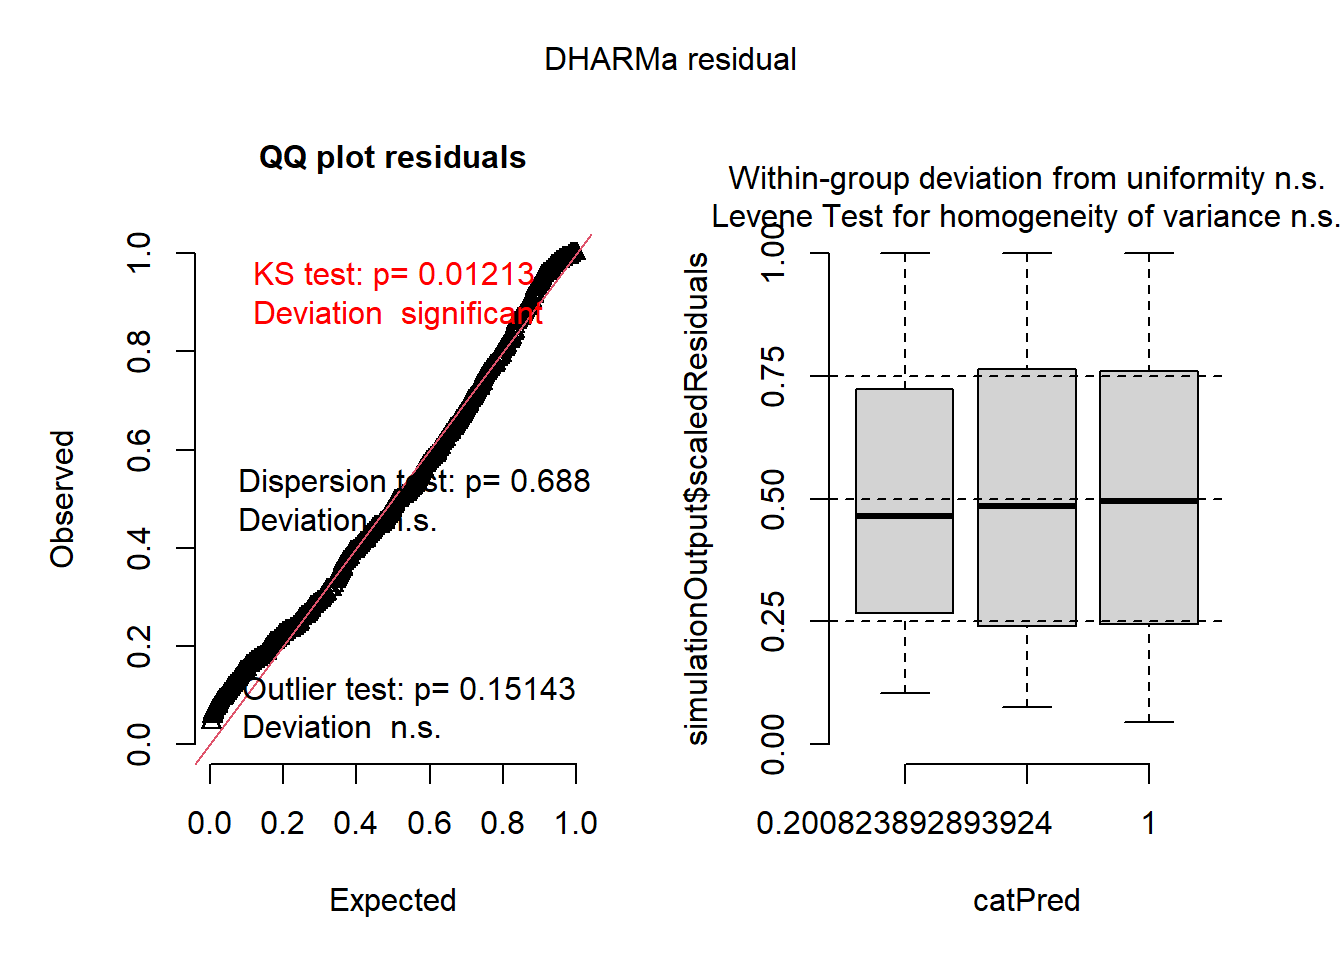 DHARMa residual
QQ plot residuals
KS test: p= 0.01213
Deviation  significant
Dispersion test: p= 0.688
Deviation  n.s.
Outlier test: p= 0.15143
Deviation  n.s.
Observed
0.0 0.2 0.4 0.6 0.8 1.0
0.0 0.2 0.4 0.6 0.8 1.0
Expected
Within-group deviation from uniformity n.s.
Levene Test for homogeneity of variance n.s.
simulationOutput$scaledResiduals
0.00 0.25 0.50 0.75 1.00
0.200823892893924 1
catPred